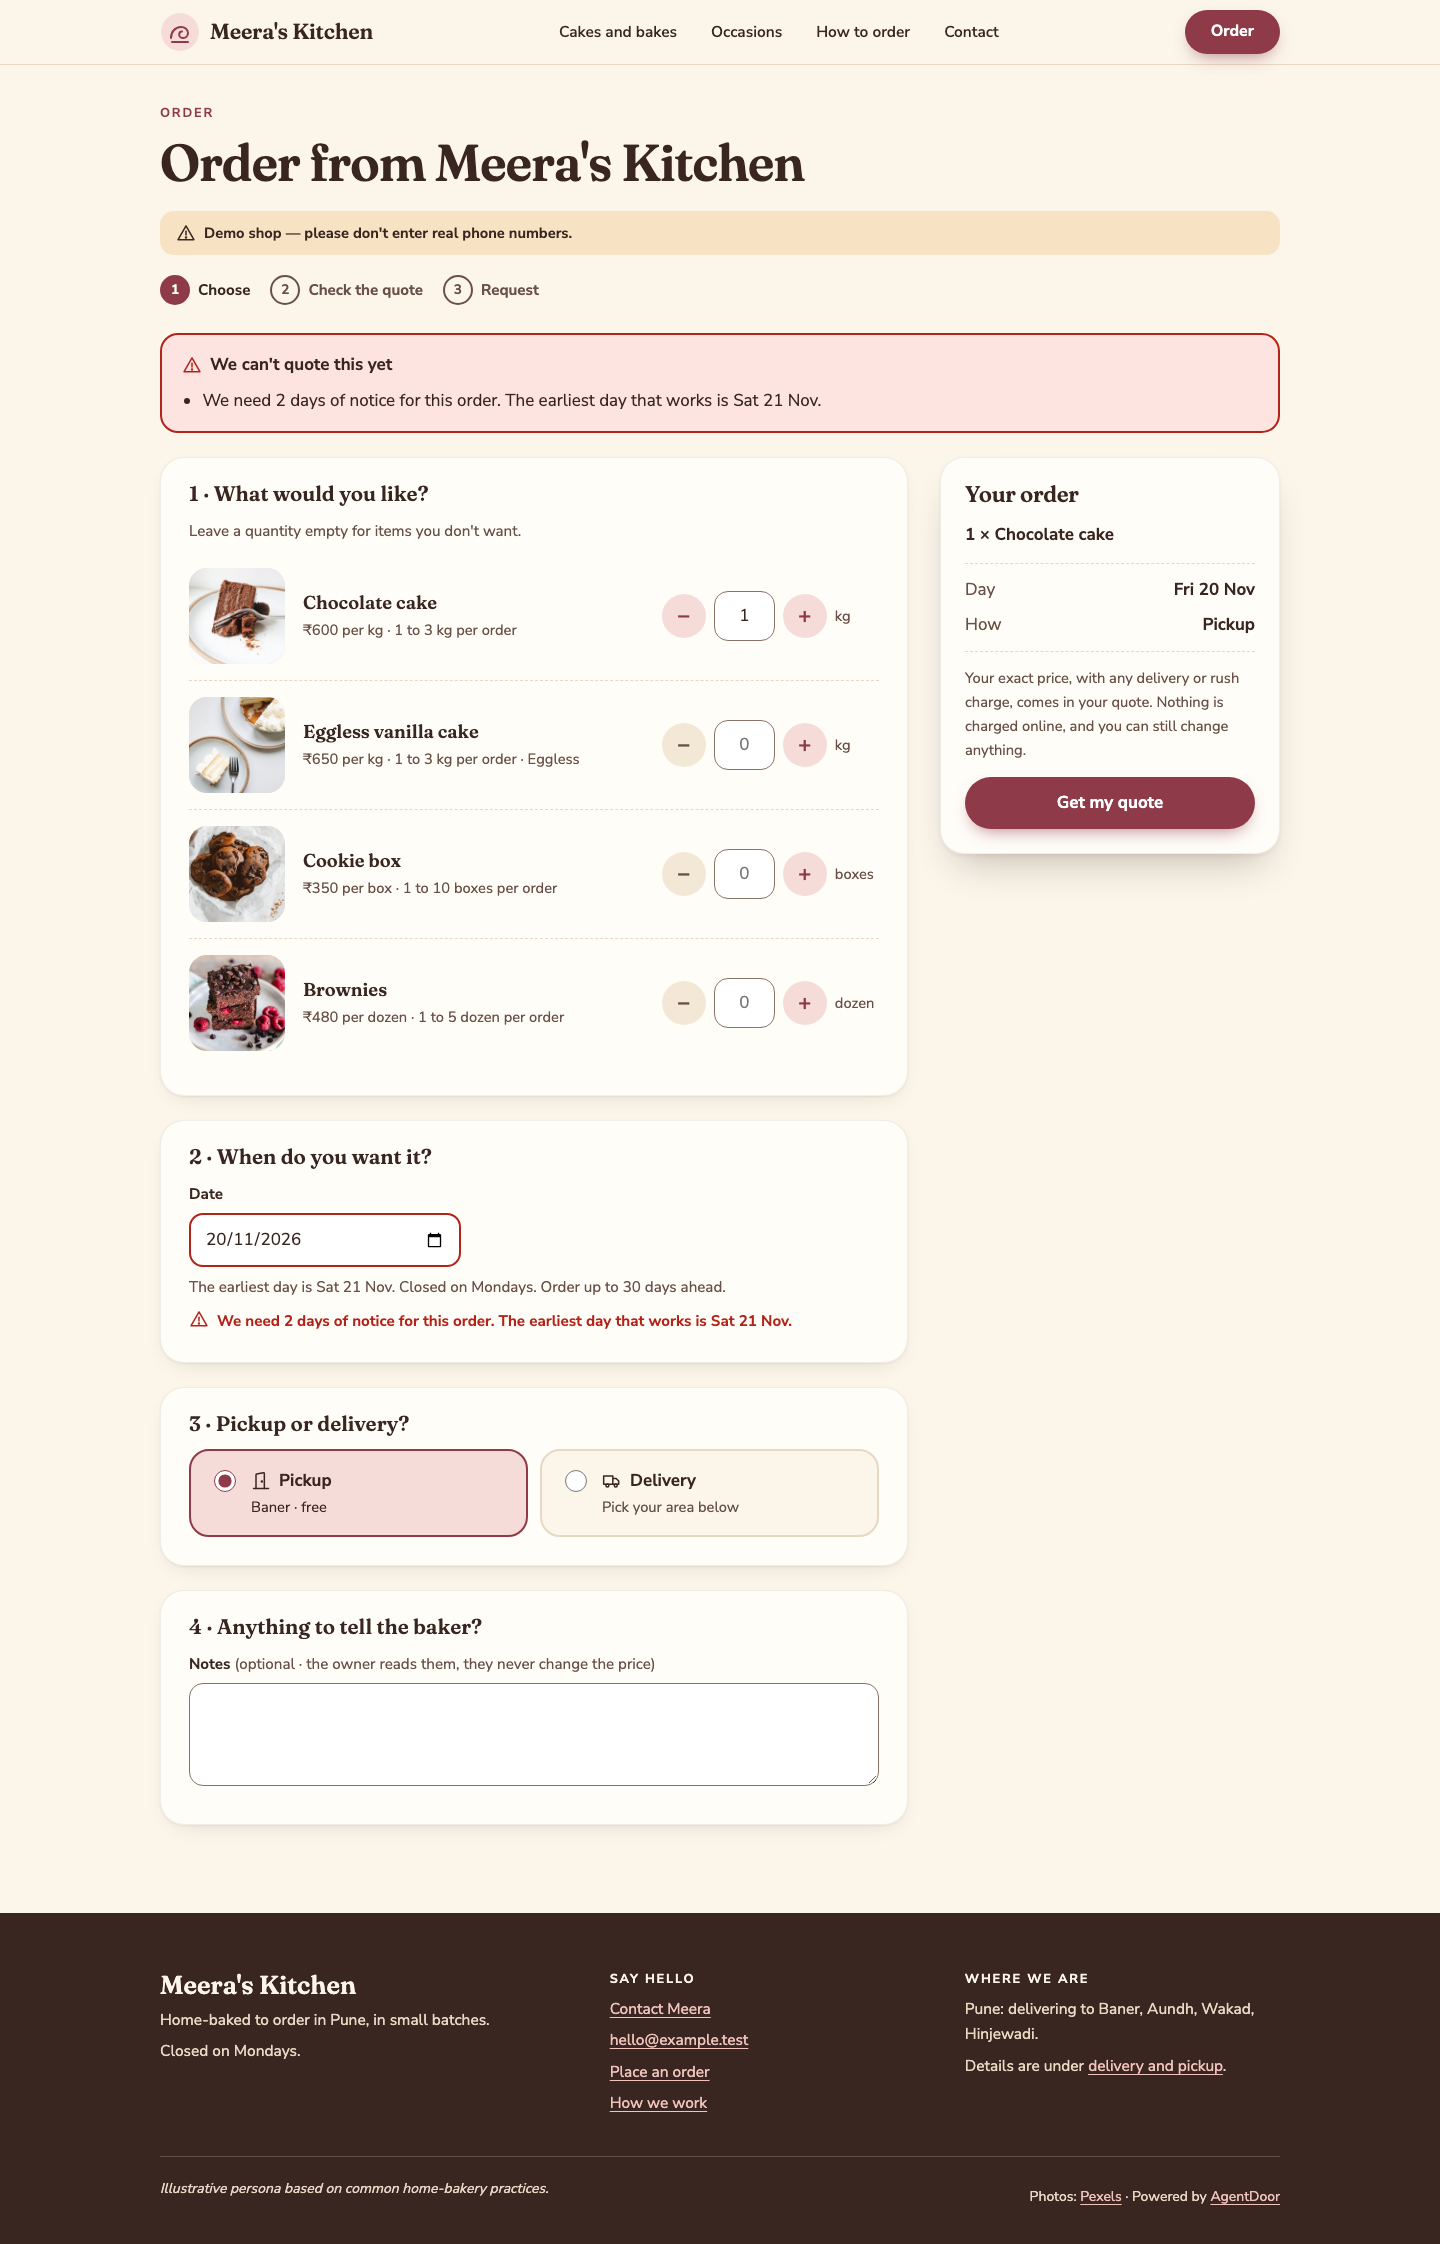 Meera's Kitchen
Cakes and bakes
Occasions
How to order
Contact
Order
ORDER
Order from Meera's Kitchen
Demo shop — please don't enter real phone numbers.
1 Choose
2 Check the quote
3 Request
We can't quote this yet
• We need 2 days of notice for this order. The earliest day that works is Sat 21 Nov.
1 · What would you like?
Leave a quantity empty for items you don't want.
Chocolate cake
₹600 per kg · 1 to 3 kg per order
− 1 + kg
Eggless vanilla cake
₹650 per kg · 1 to 3 kg per order · Eggless
− 0 + kg
Cookie box
₹350 per box · 1 to 10 boxes per order
− 0 + boxes
Brownies
₹480 per dozen · 1 to 5 dozen per order
− 0 + dozen
Your order
1 × Chocolate cake
Day Fri 20 Nov
How Pickup
Your exact price, with any delivery or rush
charge, comes in your quote. Nothing is
charged online, and you can still change
anything.
Get my quote
2 · When do you want it?
Date
20/11/2026
The earliest day is Sat 21 Nov. Closed on Mondays. Order up to 30 days ahead.
We need 2 days of notice for this order. The earliest day that works is Sat 21 Nov.
3 · Pickup or delivery?
Pickup
Baner · free
Delivery
Pick your area below
4 · Anything to tell the baker?
Notes (optional · the owner reads them, they never change the price)
Meera's Kitchen
Home-baked to order in Pune, in small batches.
Closed on Mondays.
SAY HELLO
Contact Meera
hello@example.test
Place an order
How we work
WHERE WE ARE
Pune: delivering to Baner, Aundh, Wakad,
Hinjewadi.
Details are under delivery and pickup.
Illustrative persona based on common home-bakery practices.
Photos: Pexels · Powered by AgentDoor